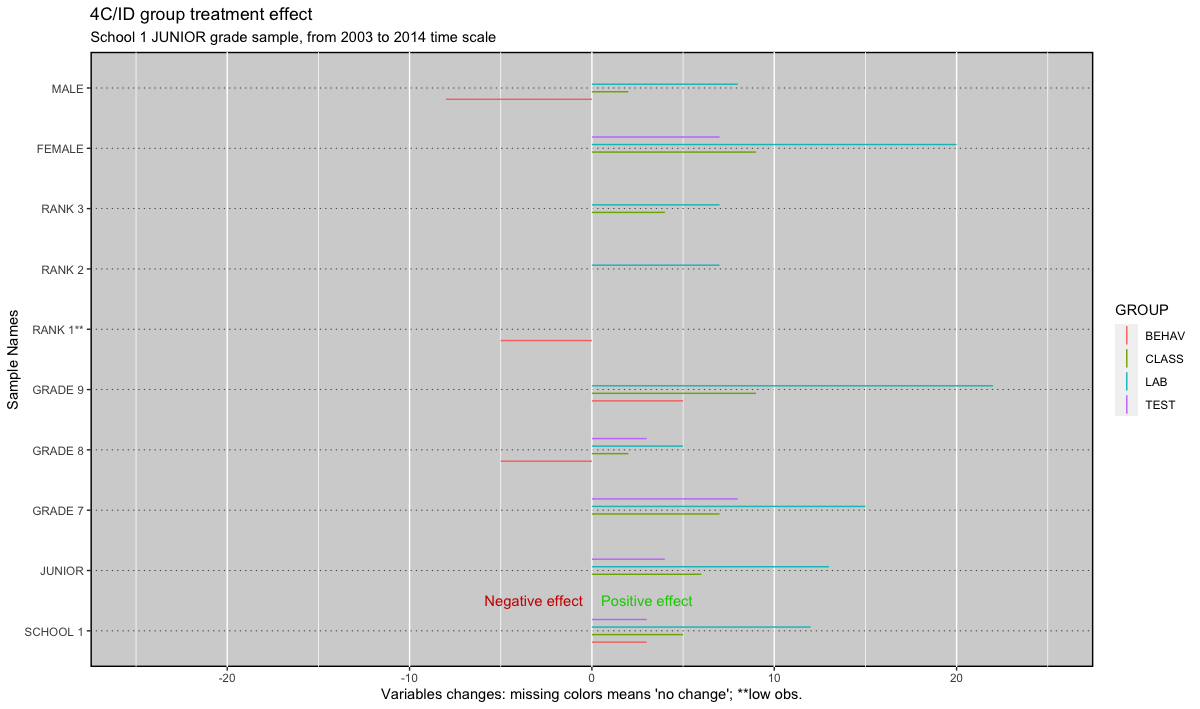 4C/ID group treatment effect
School 1 JUNIOR grade sample, from 2003 to 2014 time scale
Sample Names
MALE
FEMALE
RANK 3
RANK 2
RANK 1**
GRADE 9
GRADE 8
GRADE 7
JUNIOR
Negative effect Positive effect
SCHOOL 1
-20 -10 0 10 20
Variables changes: missing colors means 'no change'; **low obs.
GROUP
BEHAV
CLASS
LAB
TEST